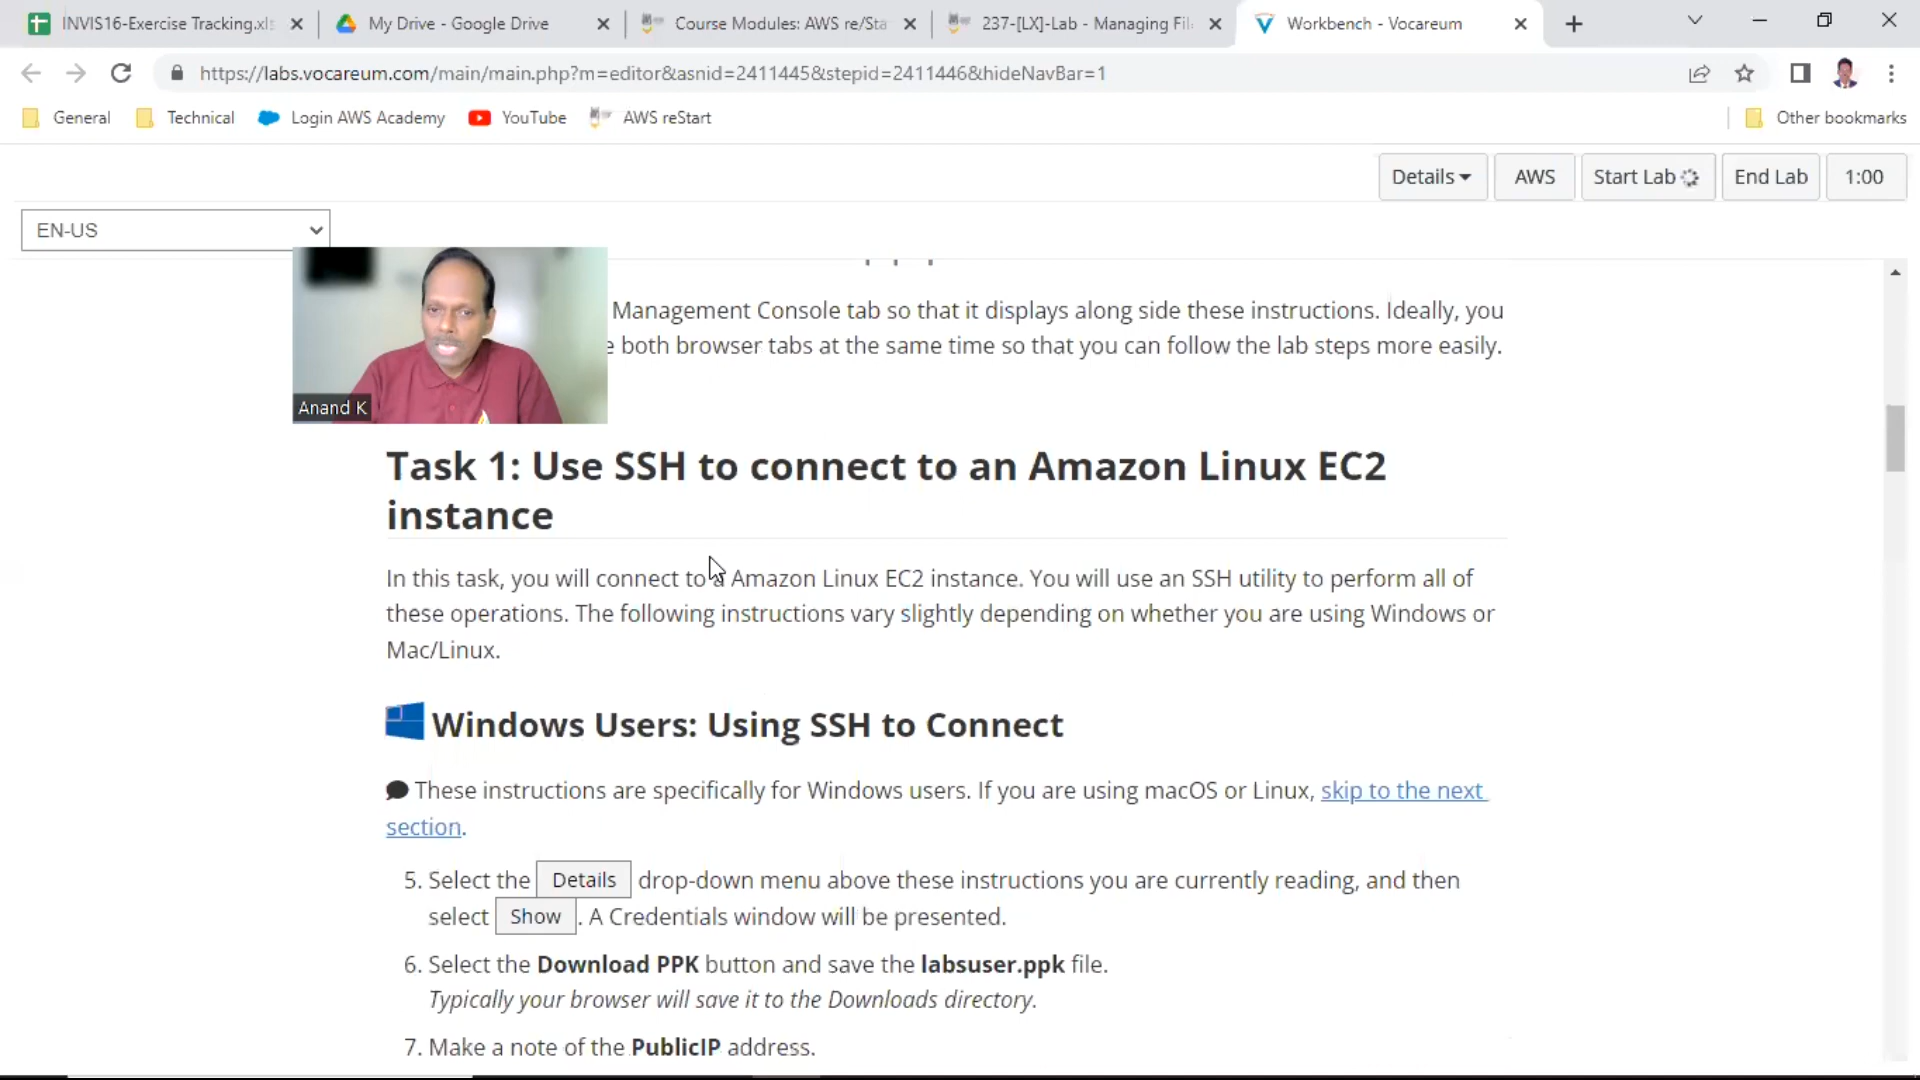 INVIS16-Exercise Tracking.xls
My Drive - Google Drive
Course Modules: AWS re/Sta
237-[LX]-Lab - Managing Fil
Workbench - Vocareum
https://labs.vocareum.com/main/main.php?m=editor&asnid=2411445&stepid=2411446&hideNavBar=1
General
Technical
Login AWS Academy
YouTube
AWS reStart
Other bookmarks
Details
AWS
Start Lab
End Lab
1:00
EN-US
Management Console tab so that it displays along side these instructions. Ideally, you
both browser tabs at the same time so that you can follow the lab steps more easily.
Anand K
Task 1: Use SSH to connect to an Amazon Linux EC2
instance
In this task, you will connect to a Amazon Linux EC2 instance. You will use an SSH utility to perform all of
these operations. The following instructions vary slightly depending on whether you are using Windows or
Mac/Linux.
Windows Users: Using SSH to Connect
These instructions are specifically for Windows users. If you are using macOS or Linux, skip to the next
section.
5. Select the Details drop-down menu above these instructions you are currently reading, and then
select Show. A Credentials window will be presented.
6. Select the Download PPK button and save the labsuser.ppk file.
Typically your browser will save it to the Downloads directory.
7. Make a note of the PublicIP address.